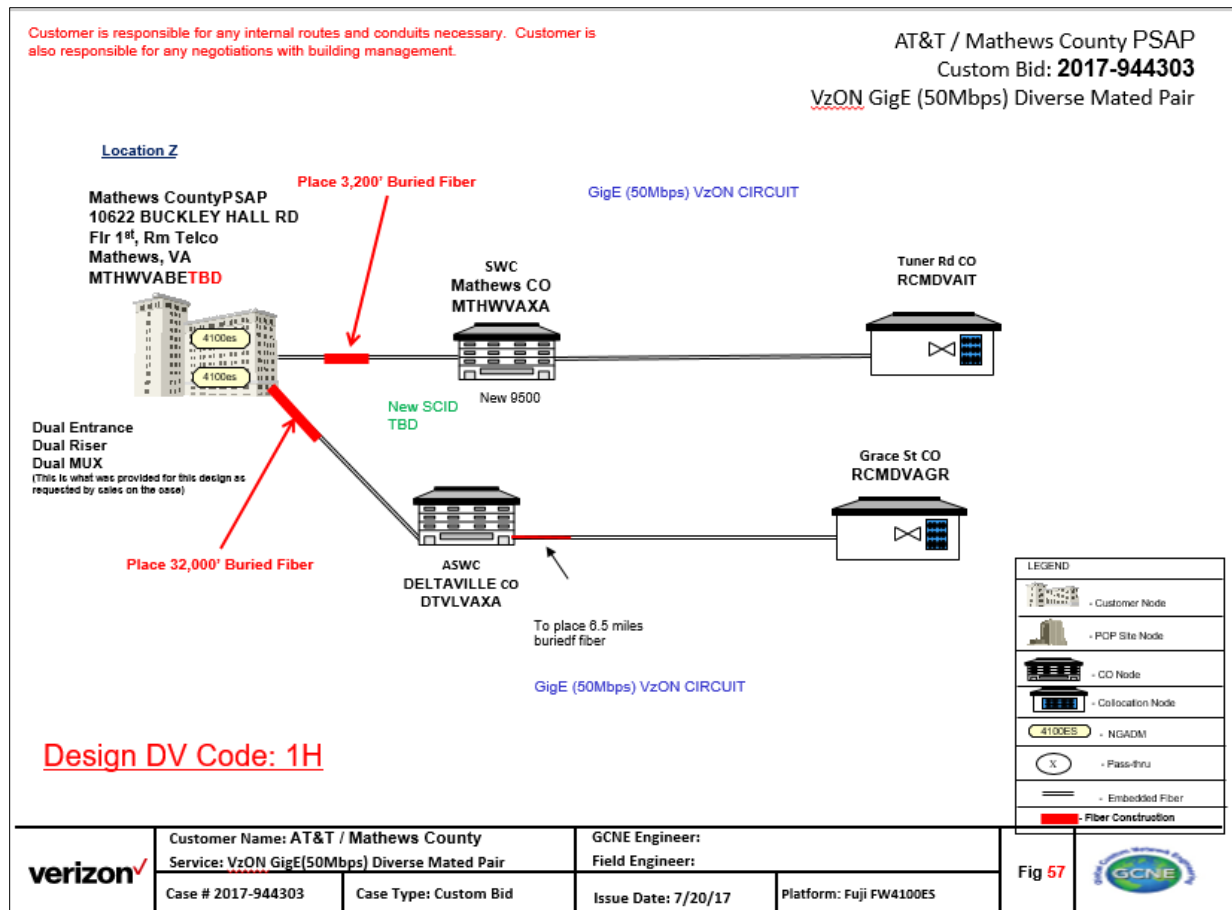 Customer is responsible for any internal routes and conduits necessary.  Customer is
also responsible for any negotiations with building management.
AT&T / Mathews County PSAP
Custom Bid: 2017-944303
VzON GigE (50Mbps) Diverse Mated Pair
Location Z
Mathews CountyPSAP
10622 BUCKLEY HALL RD
Flr 1st, Rm Telco
Mathews, VA
MTHWVABETBD
Place 3,200' Buried Fiber
GigE (50Mbps) VzON CIRCUIT
SWC
Mathews CO
MTHWVAXA
Tuner Rd CO
RCMDVAIT
4100es
4100es
New 9500
New SCID
TBD
Dual Entrance
Dual Riser
Dual MUX
(This is what was provided for this design as
requested by sales on the case)
Grace St CO
RCMDVAGR
Place 32,000' Buried Fiber
ASWC
DELTAVILLE CO
DTVLVAXA
To place 6.5 miles
buriedf fiber
GigE (50Mbps) VzON CIRCUIT
LEGEND
- Customer Node
- POP Site Node
- CO Node
- Collocation Node
4100ES - NGADM
X - Pass-thru
- Embedded Fiber
- Fiber Construction
Design DV Code: 1H
verizon
Customer Name: AT&T / Mathews County
Service: VzON GigE(50Mbps) Diverse Mated Pair
Case # 2017-944303
Case Type: Custom Bid
GCNE Engineer:
Field Engineer:
Issue Date: 7/20/17
Platform: Fuji FW4100ES
Fig 57
GCNE